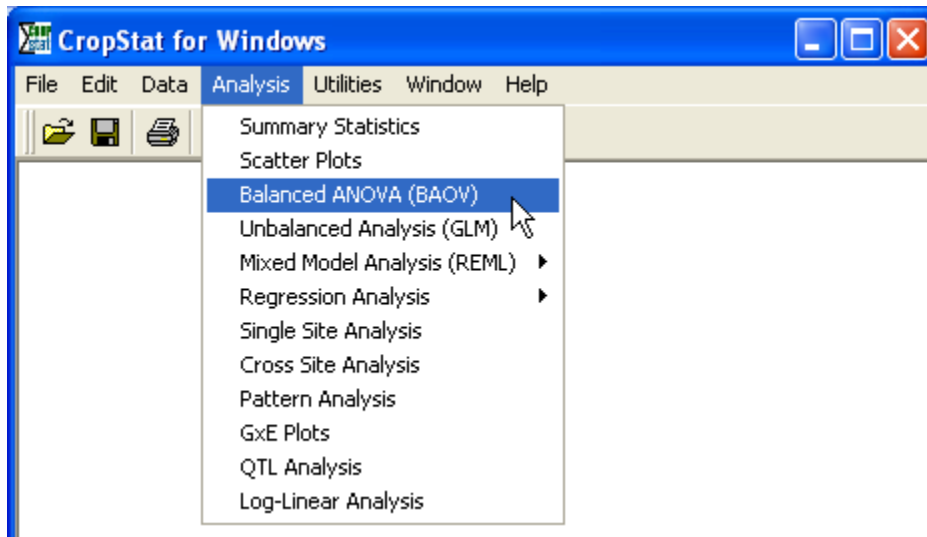 CropStat for Windows
File Edit Data Analysis Utilities Window Help
Summary Statistics
Scatter Plots
Balanced ANOVA (BAOV)
Unbalanced Analysis (GLM)
Mixed Model Analysis (REML)
Regression Analysis
Single Site Analysis
Cross Site Analysis
Pattern Analysis
GxE Plots
QTL Analysis
Log-Linear Analysis